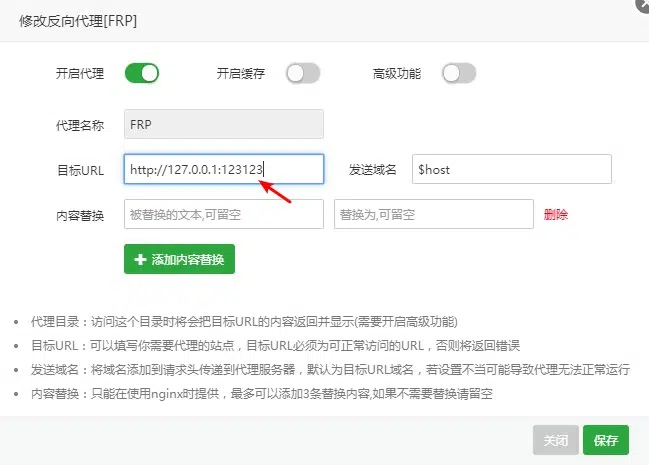 修改反向代理[FRP]
开启代理 开启缓存 高级功能
代理名称 FRP
目标URL http://127.0.0.1:123123 发送域名 $host
内容替换 被替换的文本,可留空 替换为,可留空 删除
添加内容替换
代理目录：访问这个目录时将会把目标URL的内容返回并显示(需要开启高级功能)
目标URL：可以填写你需要代理的站点，目标URL必须为可正常访问的URL，否则将返回错误
发送域名：将域名添加到请求头传递到代理服务器，默认为目标URL域名，若设置不当可能导致代理无法正常运行
内容替换：只能在使用nginx时提供，最多可以添加3条替换内容,如果不需要替换请留空
关闭 保存